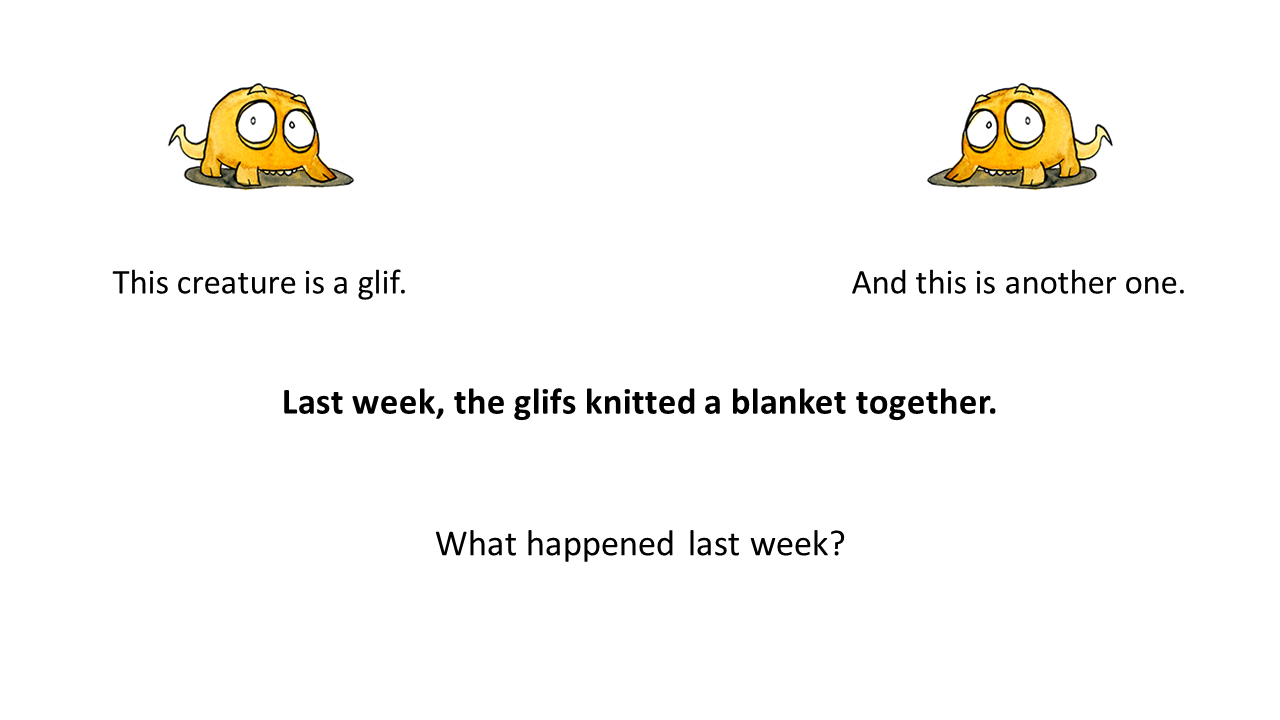 This creature is a glif.
And this is another one.
Last week, the glifs knitted a blanket together.
What happened last week?